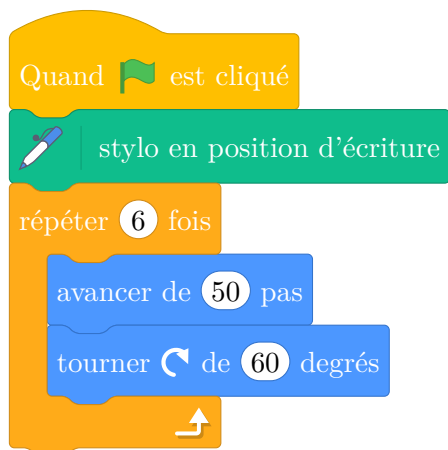 Quand est cliqué
stylo en position d'écriture
répéter 6 fois
avancer de 50 pas
tourner de 60 degrés